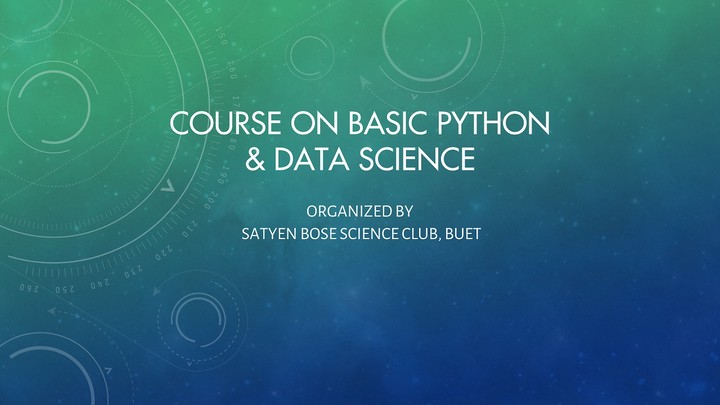 COURSE ON BASIC PYTHON
& DATA SCIENCE
ORGANIZED BY
SATYEN BOSE SCIENCE CLUB, BUET